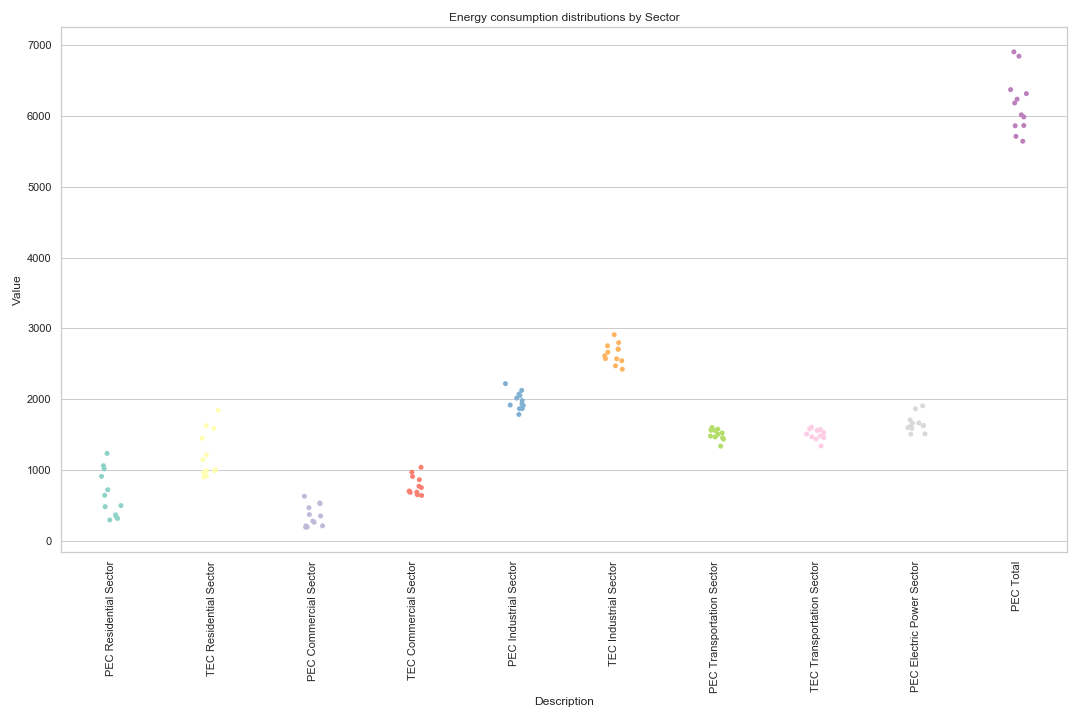 Energy consumption distributions by Sector
7000
6000
5000
4000
3000
2000
1000
0
Value
PEC Residential Sector
TEC Residential Sector
PEC Commercial Sector
TEC Commercial Sector
PEC Industrial Sector
TEC Industrial Sector
PEC Transportation Sector
TEC Transportation Sector
PEC Electric Power Sector
PEC Total
Description